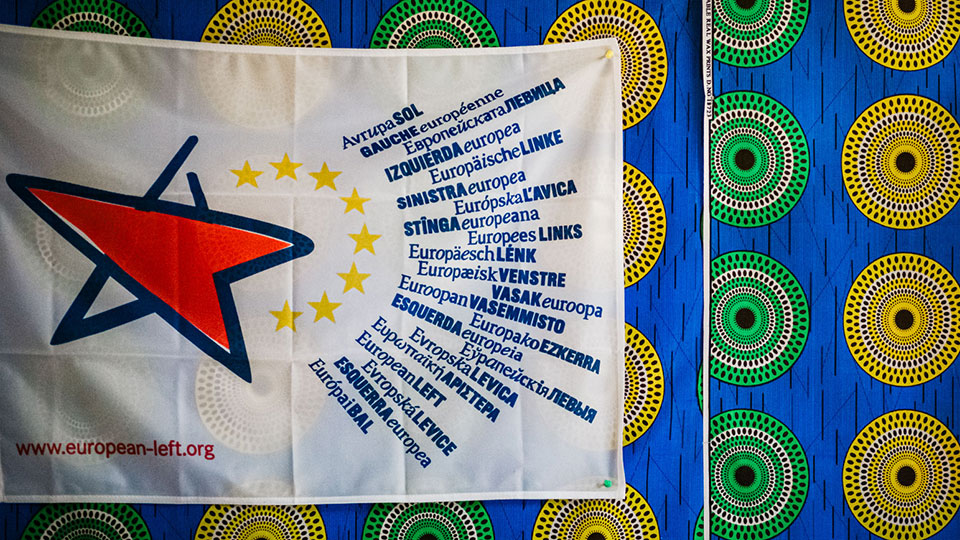 Avrupa SOL
GAUCHE européenne
Европейската ЛЕВИЦА
IZQUIERDA europea
Europäische LINKE
SINISTRA europea
Európska ĽAVICA
STÎNGA europeana
Europees LINKS
Europäesch LÉNK
Europæisk VENSTRE
VASAK euroopa
Euroopan VASEMMISTO
ESQUERDA europeia
Europako EZKERRA
Еўрапейскія ЛЕВЫЯ
Evropska LEVICA
Ευρωπαϊκή ΑΡΙΣΤΕΡΑ
European LEFT
Evropská LEVICE
ESQUERRA europea
Európai BAL
www.european-left.org